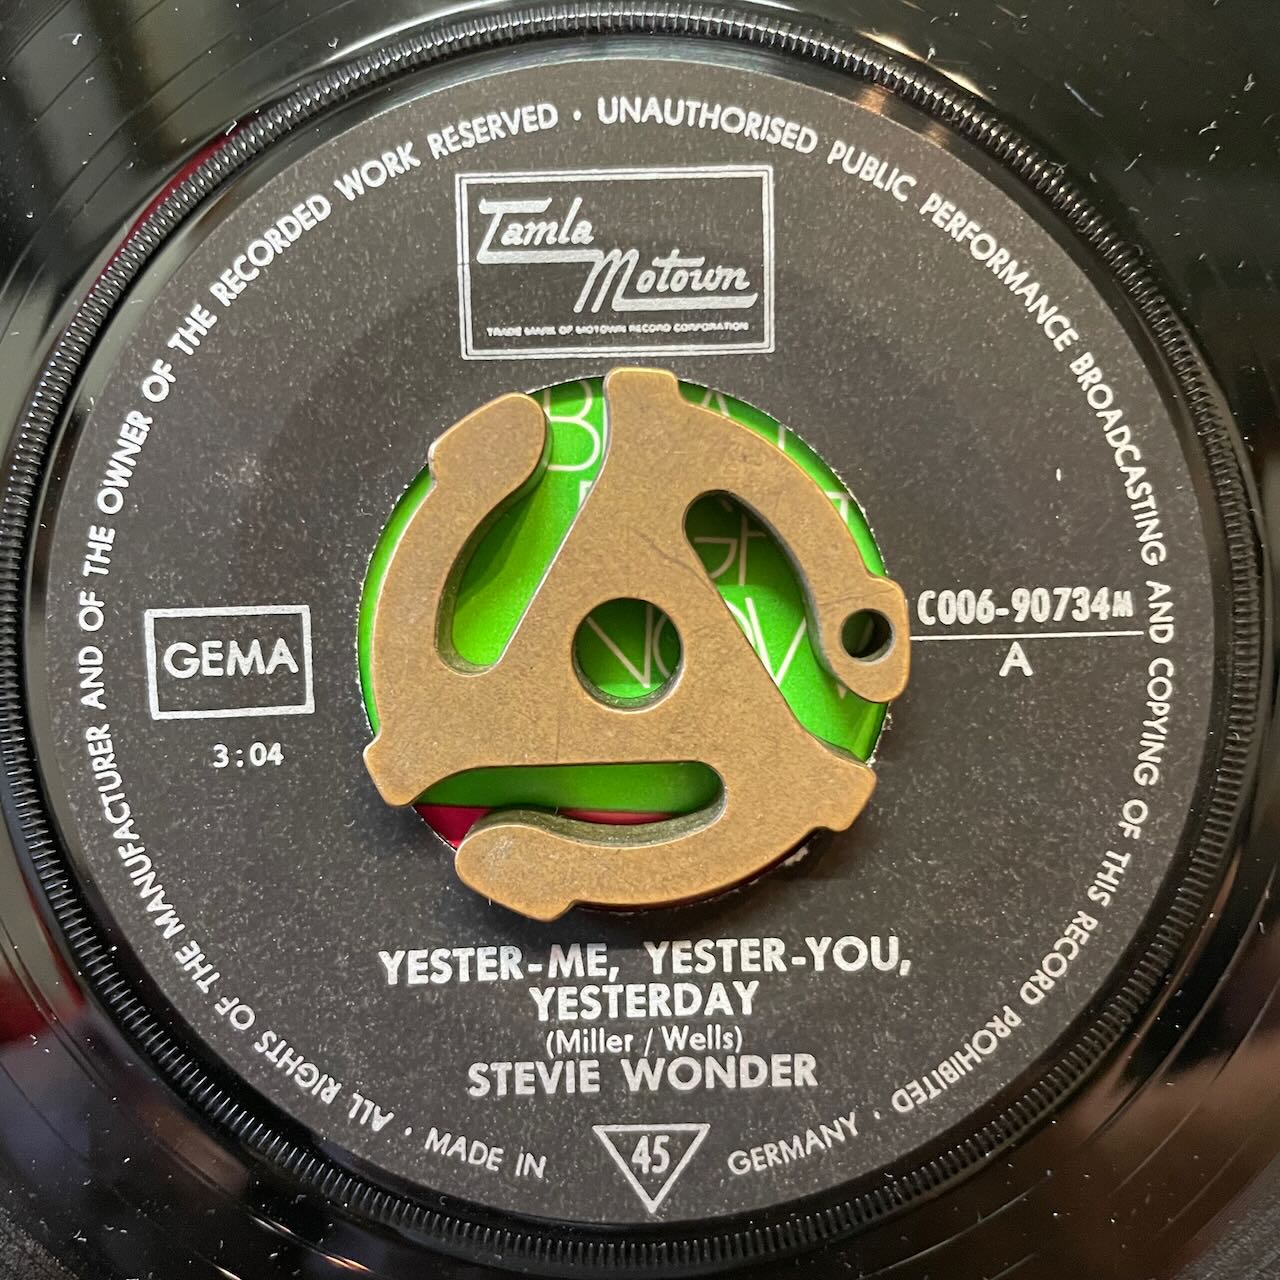 ALL RIGHTS OF THE MANUFACTURER AND OF THE OWNER OF THE RECORDED WORK RESERVED · UNAUTHORISED PUBLIC PERFORMANCE BROADCASTING AND COPYING OF THIS RECORD PROHIBITED ·
Tamla
Motown
TRADE MARK OF MOTOWN RECORD CORPORATION
C006-90734M
A
GEMA
3:04
YESTER-ME, YESTER-YOU,
YESTERDAY
(Miller / Wells)
STEVIE WONDER
MADE IN
45
GERMANY